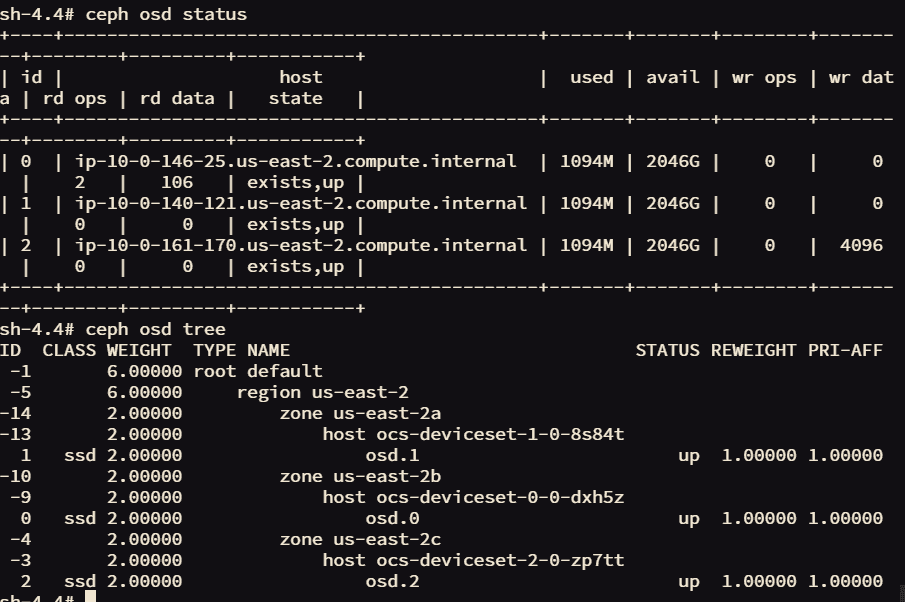 sh-4.4# ceph osd status
+----+--------------------------------------------+-------+-------+--------+-------
--+--------+---------+-----------+
| id |                    host                    |  used | avail | wr ops | wr dat
a | rd ops | rd data |   state   |
+----+--------------------------------------------+-------+-------+--------+-------
--+--------+---------+-----------+
| 0  | ip-10-0-146-25.us-east-2.compute.internal  | 1094M | 2046G |    0   |     0
  |    2   |   106   | exists,up |
| 1  | ip-10-0-140-121.us-east-2.compute.internal | 1094M | 2046G |    0   |     0
  |    0   |     0   | exists,up |
| 2  | ip-10-0-161-170.us-east-2.compute.internal | 1094M | 2046G |    0   |  4096
  |    0   |     0   | exists,up |
+----+--------------------------------------------+-------+-------+--------+-------
--+--------+---------+-----------+
sh-4.4# ceph osd tree
ID  CLASS WEIGHT  TYPE NAME                                STATUS REWEIGHT PRI-AFF
 -1       6.00000 root default
 -5       6.00000     region us-east-2
-14       2.00000         zone us-east-2a
-13       2.00000             host ocs-deviceset-1-0-8s84t
  1   ssd 2.00000                 osd.1                        up  1.00000 1.00000
-10       2.00000         zone us-east-2b
 -9       2.00000             host ocs-deviceset-0-0-dxh5z
  0   ssd 2.00000                 osd.0                        up  1.00000 1.00000
 -4       2.00000         zone us-east-2c
 -3       2.00000             host ocs-deviceset-2-0-zp7tt
  2   ssd 2.00000                 osd.2                        up  1.00000 1.00000
sh-4.4#